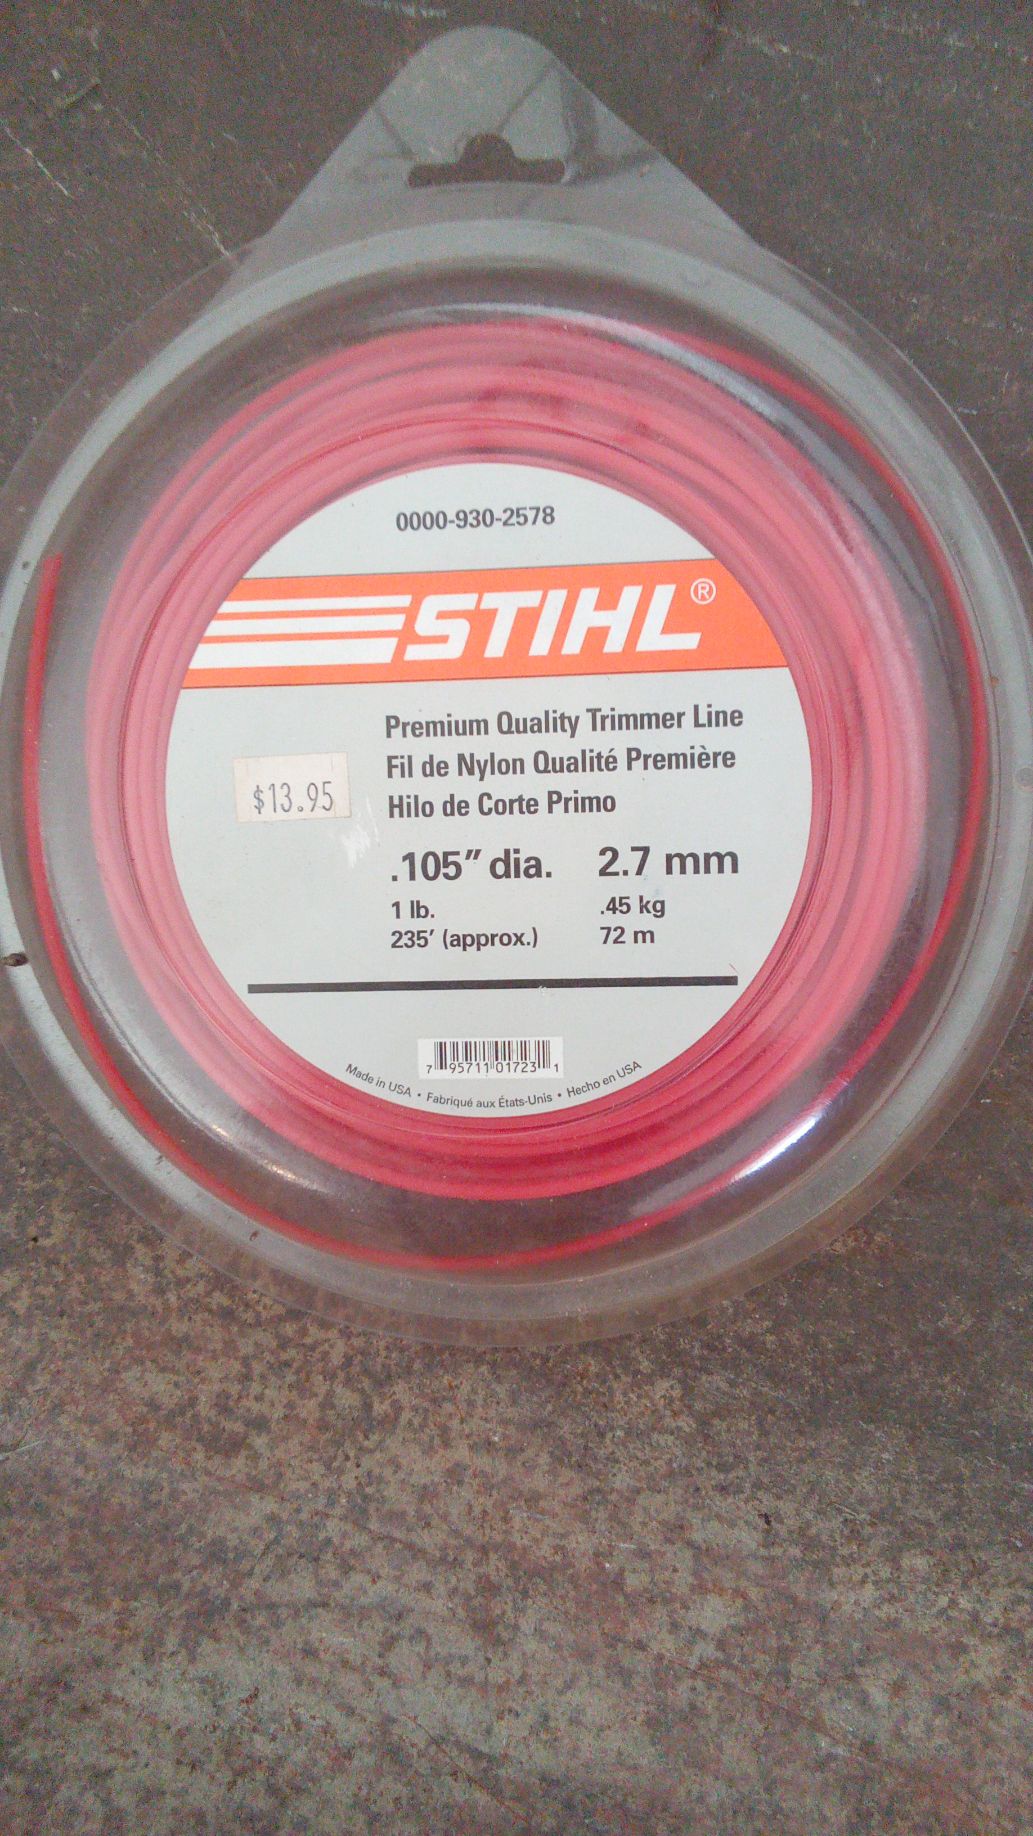 0000-930-2578
STIHL®
Premium Quality Trimmer Line
Fil de Nylon Qualité Première
Hilo de Corte Primo
$13.95
.105" dia. 2.7 mm
1 lb. .45 kg
235' (approx.) 72 m
7 95711 01723 1
Made in USA • Fabriqué aux États-Unis • Hecho en USA